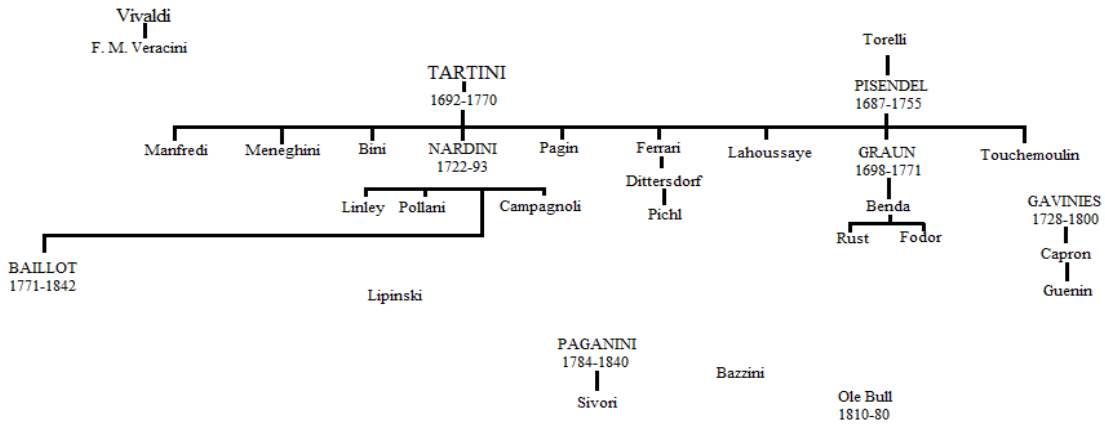 Vivaldi
F. M. Veracini
Torelli
TARTINI
1692-1770
PISENDEL
1687-1755
Manfredi
Meneghini
Bini
NARDINI
1722-93
Pagin
Ferrari
Lahoussaye
GRAUN
1698-1771
Touchemoulin
Dittersdorf
Pichl
Linley
Pollani
Campagnoli
Benda
Rust
Fodor
GAVINIES
1728-1800
Capron
Guenin
BAILLOT
1771-1842
Lipinski
PAGANINI
1784-1840
Sivori
Bazzini
Ole Bull
1810-80